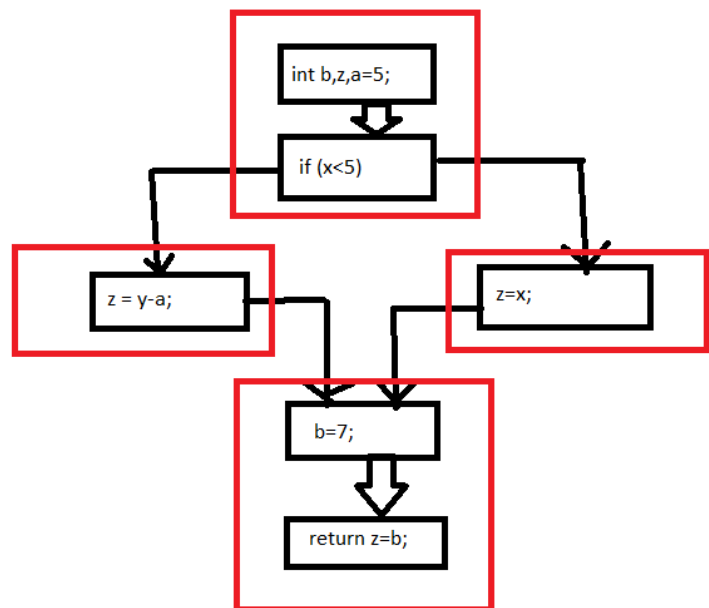 int b,z,a=5;
if (x<5)
z = y-a;
z=x;
b=7;
return z=b;